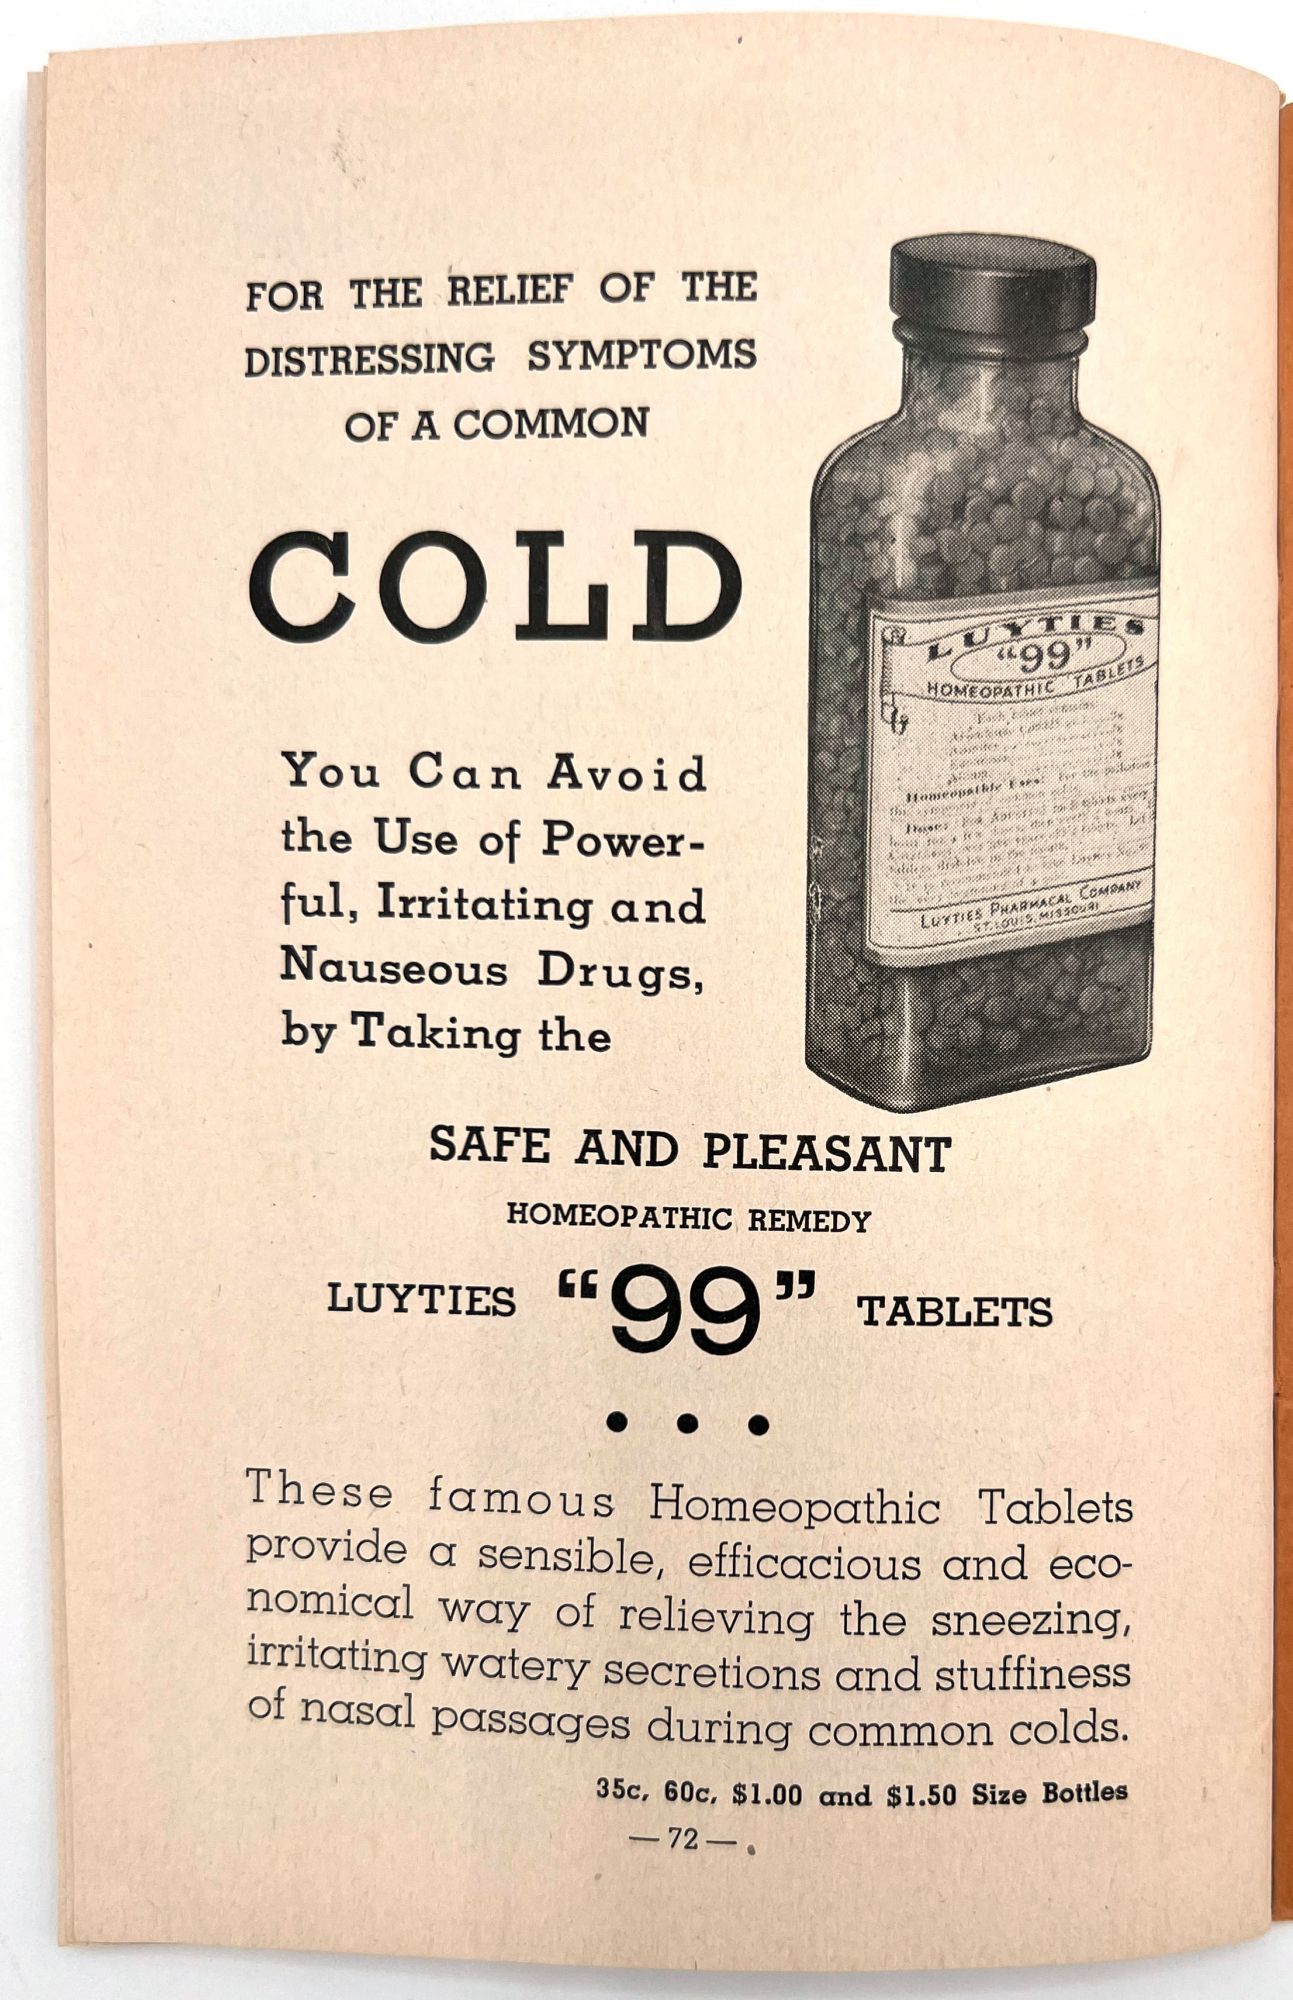 FOR THE RELIEF OF THE
DISTRESSING SYMPTOMS
OF A COMMON
COLD
You Can Avoid
the Use of Power-
ful, Irritating and
Nauseous Drugs,
by Taking the
LUYTIES
"99"
HOMEOPATHIC TABLETS
Homeopathic Uses: For the
LUYTIES PHARMACAL COMPANY
ST. LOUIS, MISSOURI
SAFE AND PLEASANT
HOMEOPATHIC REMEDY
LUYTIES "99" TABLETS
These famous Homeopathic Tablets
provide a sensible, efficacious and eco-
nomical way of relieving the sneezing,
irritating watery secretions and stuffiness
of nasal passages during common colds.
35c, 60c, $1.00 and $1.50 Size Bottles
—72—